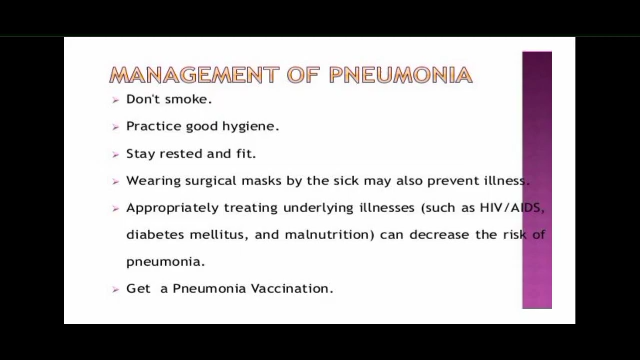 MANAGEMENT OF PNEUMONIA
➢ Don't smoke.
➢ Practice good hygiene.
➢ Stay rested and fit.
➢ Wearing surgical masks by the sick may also prevent illness.
➢ Appropriately treating underlying illnesses (such as HIV/AIDS,
diabetes mellitus, and malnutrition) can decrease the risk of
pneumonia.
➢ Get a Pneumonia Vaccination.